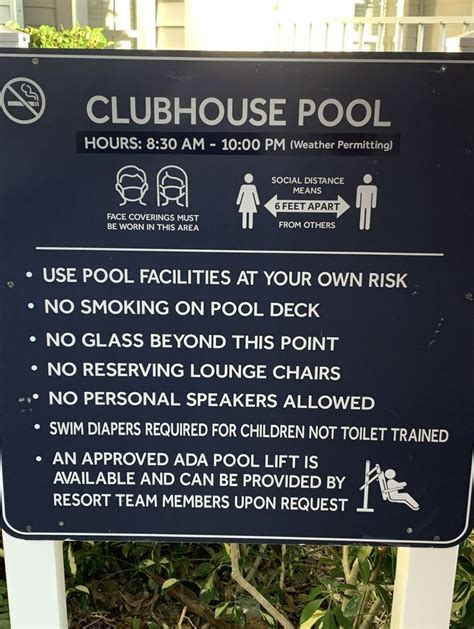 CLUBHOUSE POOL
HOURS: 8:30 AM - 10:00 PM (Weather Permitting)
FACE COVERINGS MUST
BE WORN IN THIS AREA
SOCIAL DISTANCE
MEANS
6 FEET APART
FROM OTHERS
• USE POOL FACILITIES AT YOUR OWN RISK
• NO SMOKING ON POOL DECK
• NO GLASS BEYOND THIS POINT
• NO RESERVING LOUNGE CHAIRS
• NO PERSONAL SPEAKERS ALLOWED
• SWIM DIAPERS REQUIRED FOR CHILDREN NOT TOILET TRAINED
• AN APPROVED ADA POOL LIFT IS
AVAILABLE AND CAN BE PROVIDED BY
RESORT TEAM MEMBERS UPON REQUEST